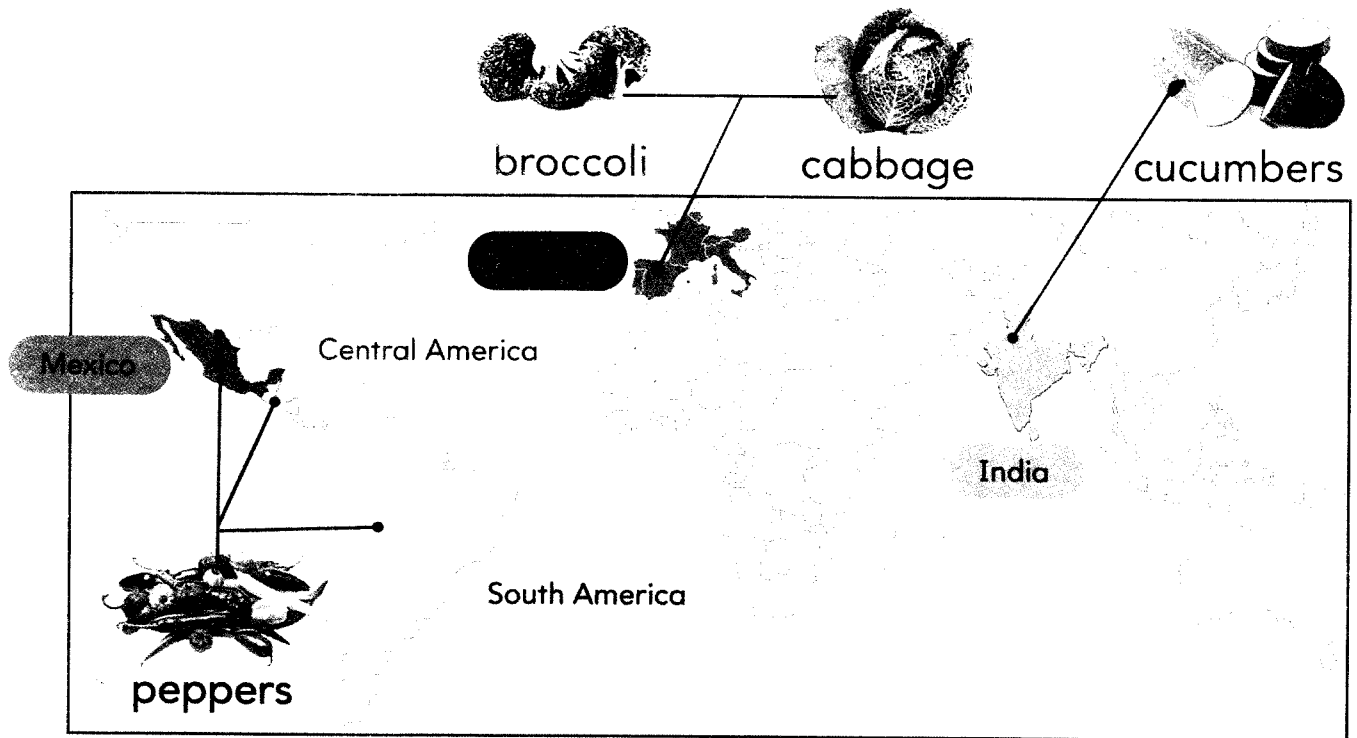 broccoli
cabbage
cucumbers
Mexico
Central America
India
South America
peppers